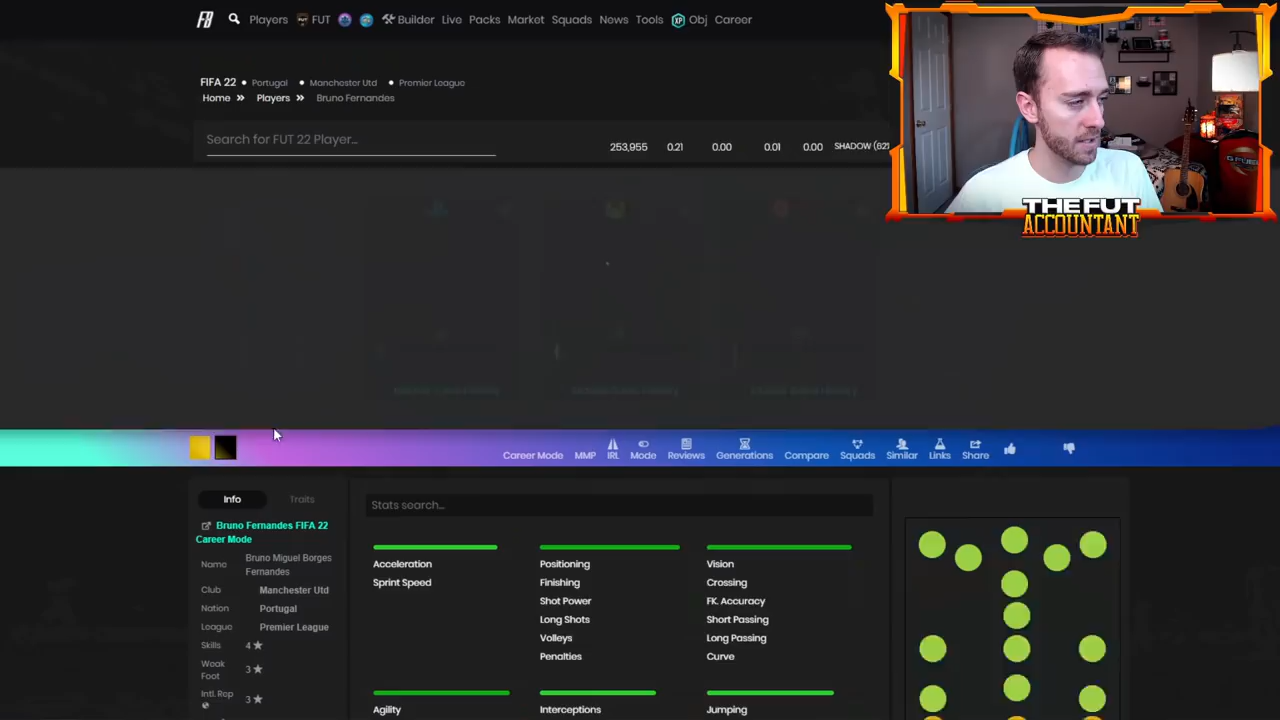 FB Players FUT Builder Live Packs Market Squads News Tools XP Obj Career
FIFA 22 • Portugal • Manchester Utd • Premier League
Home » Players » Bruno Fernandes
Search for FUT 22 Player...
253,955 0.21 0.00 0.01 0.00 SHADOW (621
THE FUT
ACCOUNTANT
Career Mode MMP IRL Mode Reviews Generations Compare Squads Similar Links Share
Info Traits
Bruno Fernandes FIFA 22
Career Mode
Name Bruno Miguel Borges
Fernandes
Club Manchester Utd
Nation Portugal
League Premier League
Skills 4★
Weak
Foot 3★
Intl. Rep 3★
Stats search...
Acceleration
Sprint Speed
Positioning
Finishing
Shot Power
Long Shots
Volleys
Penalties
Vision
Crossing
FK. Accuracy
Short Passing
Long Passing
Curve
Agility
Interceptions
Jumping